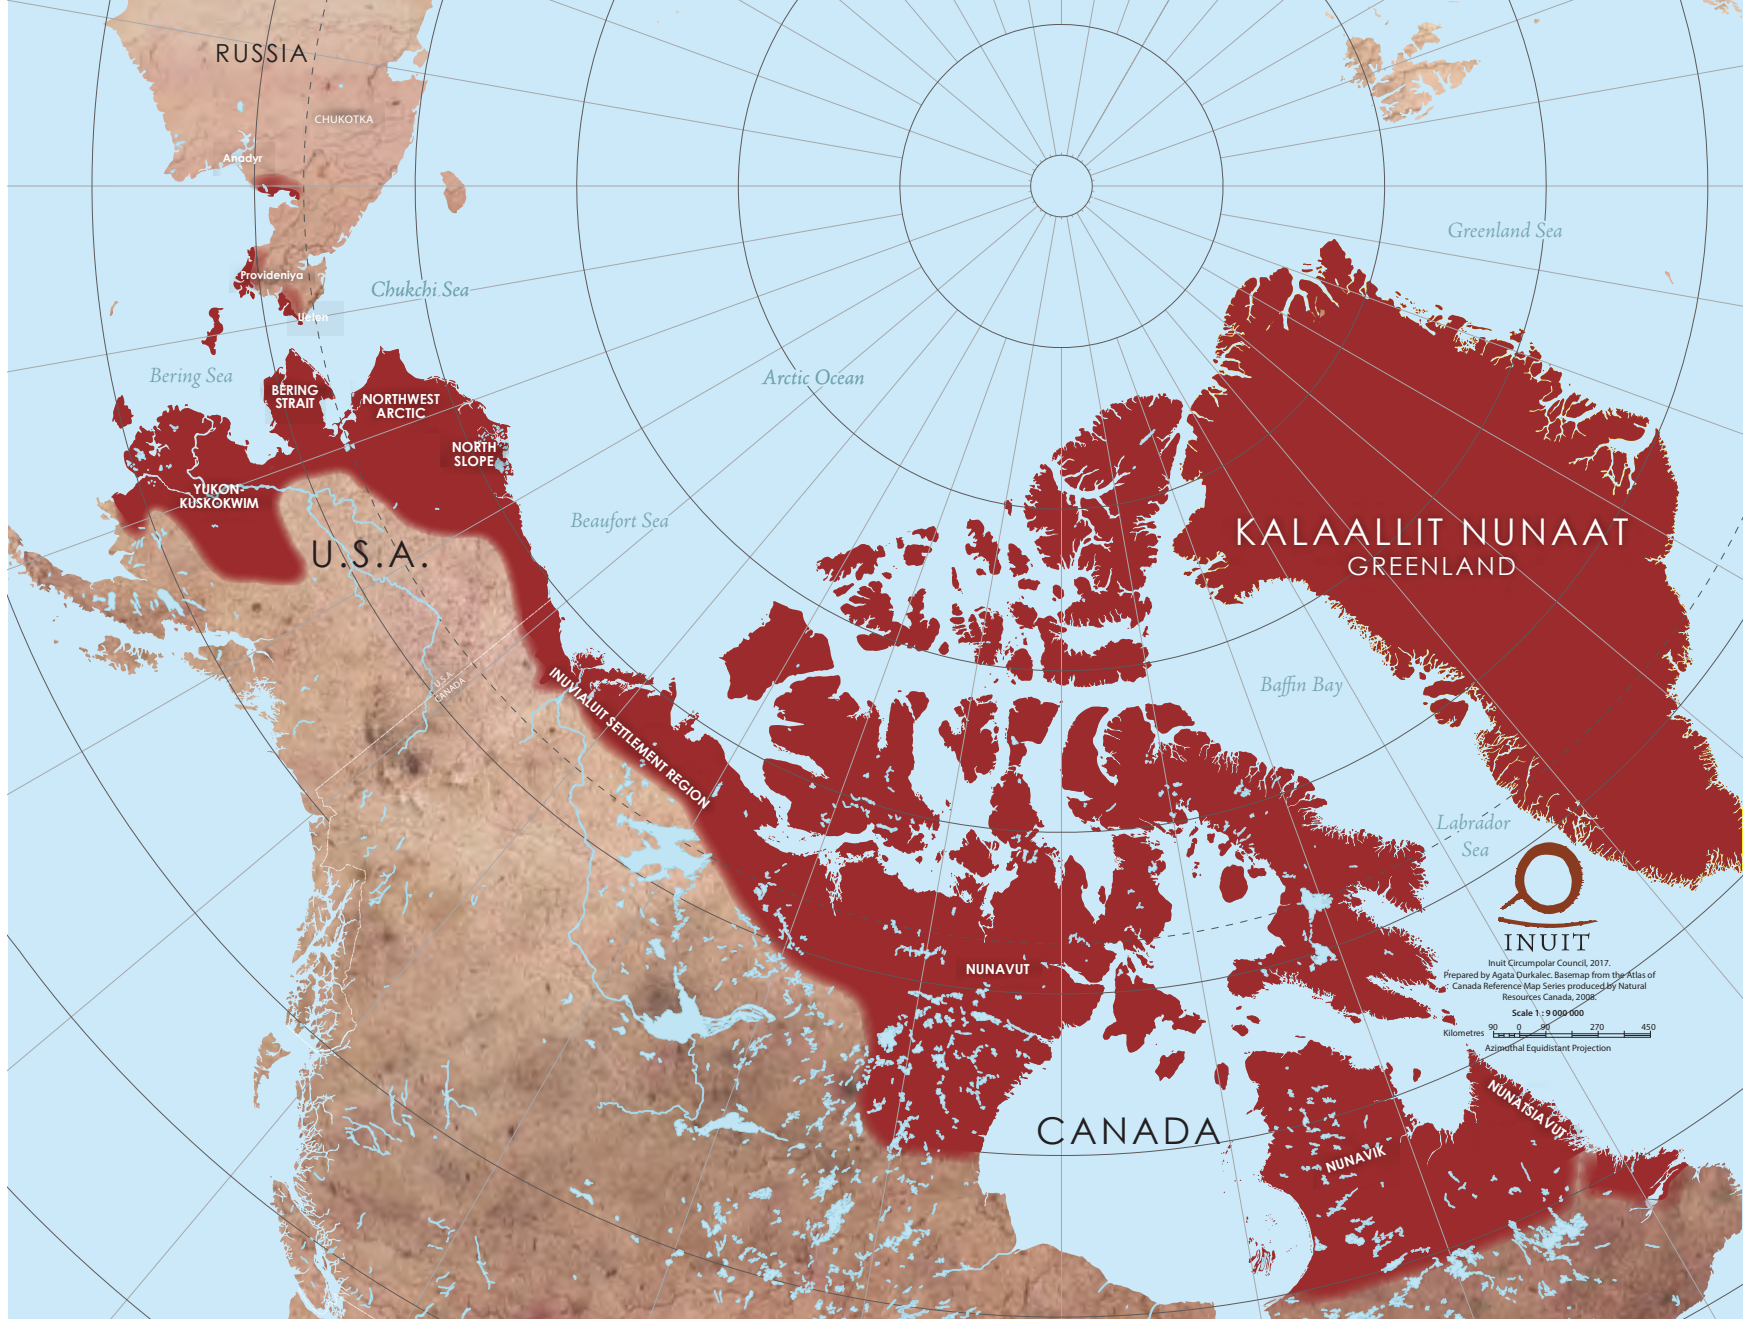 RUSSIA
CHUKOTKA
Anadyr
Provideniya
Uelen
Chukchi Sea
Greenland Sea
Bering Sea
Arctic Ocean
BERING
STRAIT
NORTHWEST
ARCTIC
NORTH
SLOPE
YUKON-
KUSKOKWIM
U.S.A.
Beaufort Sea
KALAALLIT NUNAAT
GREENLAND
U.S.A.
CANADA
INUVIALUIT SETTLEMENT REGION
Baffin Bay
Labrador
Sea
INUIT
Inuit Circumpolar Council, 2017.
Prepared by Agata Durkalec. Basemap from the Atlas of
Canada Reference Map Series produced by Natural
Resources Canada, 2008.
Scale 1 : 9 000 000
Kilometres 90 0 90 270 450
Azimuthal Equidistant Projection
NUNAVUT
CANADA
NUNAVIK
NUNATSIAVUT